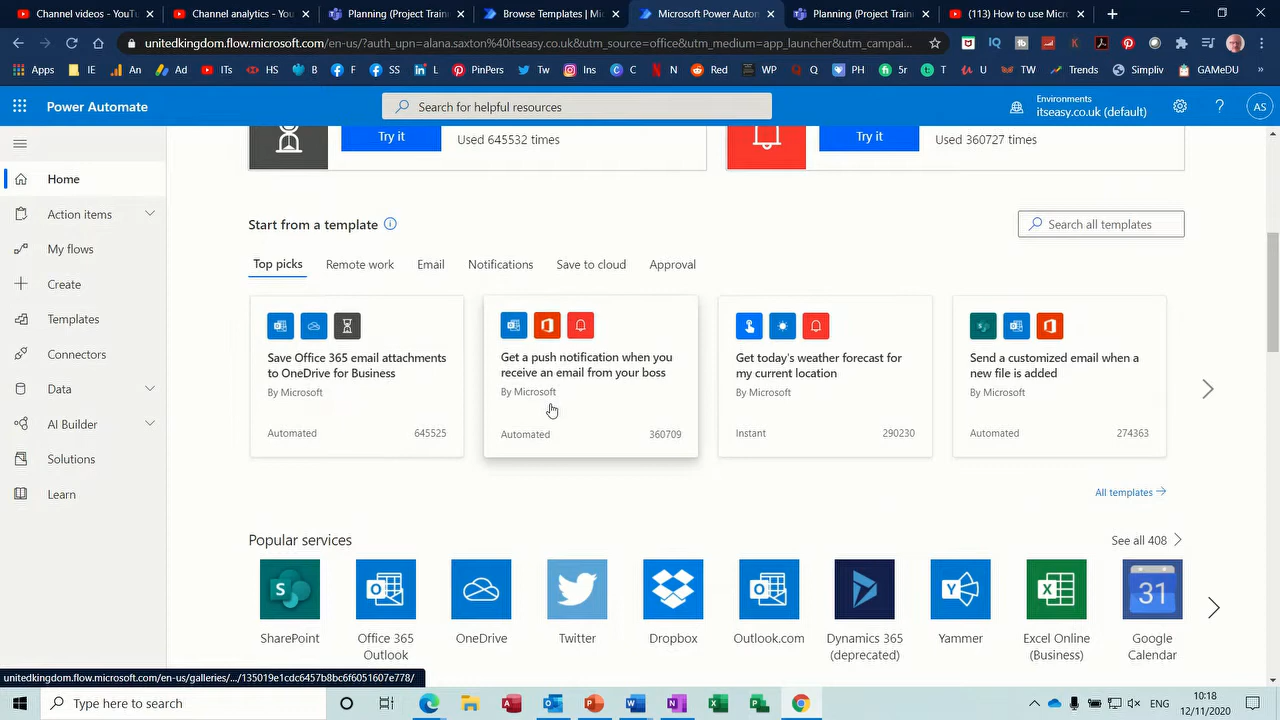 Channel analytics - YouTu
Channel analytics - YouTu
Planning (Project Traini
Browse Templates | Mic
Microsoft Power Autom
Planning (Project Trainin
(113) How to use Micro
unitedkingdom.flow.microsoft.com/en-us/?auth_upn=alana.saxton%40itseasy.co.uk&utm_source=office&utm_medium=app_launcher&utm_campai...
Apps
IE
An
Ad
ITs
HS
B
SS
L
PinPers
Tw
Ins
C
N
Red
WP
Q
PH
5r
T
U
TW
Trends
Simpliv
GAMeDU
»
Power Automate
Search for helpful resources
Environments
itseasy.co.uk (default)
AS
Try it
Used 645532 times
Try it
Used 360727 times
Home
Action items
My flows
Create
Templates
Connectors
Data
AI Builder
Solutions
Learn
Start from a template
Search all templates
Top picks
Remote work
Email
Notifications
Save to cloud
Approval
Save Office 365 email attachments
to OneDrive for Business
By Microsoft
Automated
645525
Get a push notification when you
receive an email from your boss
By Microsoft
Automated
360709
Get today's weather forecast for
my current location
By Microsoft
Instant
290230
Send a customized email when a
new file is added
By Microsoft
Automated
274363
All templates
Popular services
See all 408
SharePoint
Office 365
Outlook
OneDrive
Twitter
Dropbox
Outlook.com
Dynamics 365
(deprecated)
Yammer
Excel Online
(Business)
31
Google
Calendar
unitedkingdom.flow.microsoft.com/en-us/galleries/.../135019e1cdc6457b8bc6f6051607e778/
Type here to search
ENG
10:18
12/11/2020